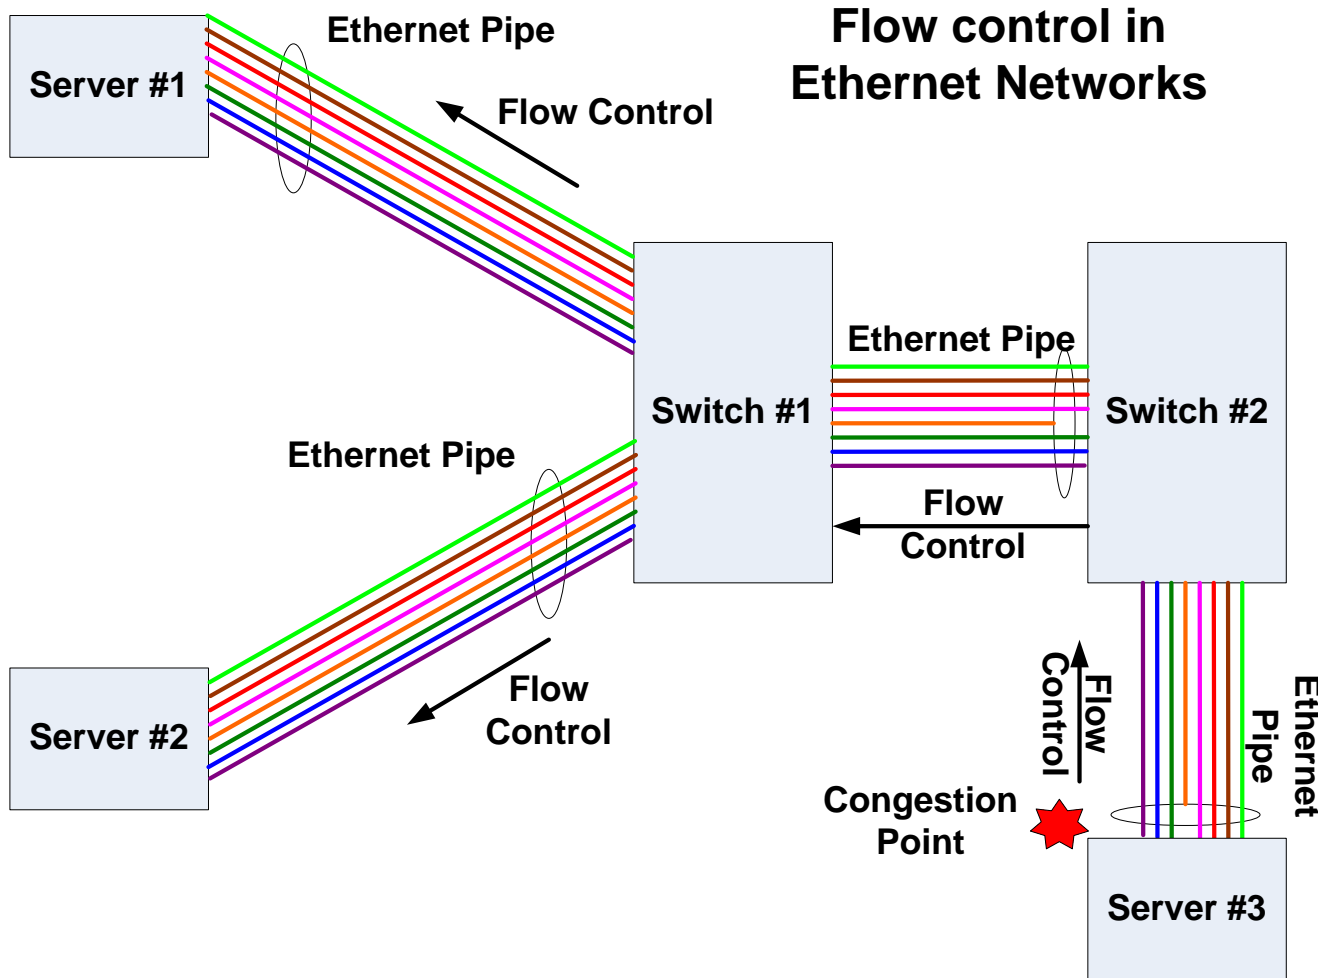 Flow control in
Ethernet Networks
Ethernet Pipe
Server #1
Flow Control
Ethernet Pipe
Switch #1
Switch #2
Ethernet Pipe
Flow
Control
Server #2
Flow
Control
Flow
Control
Ethernet
Pipe
Congestion
Point
Server #3